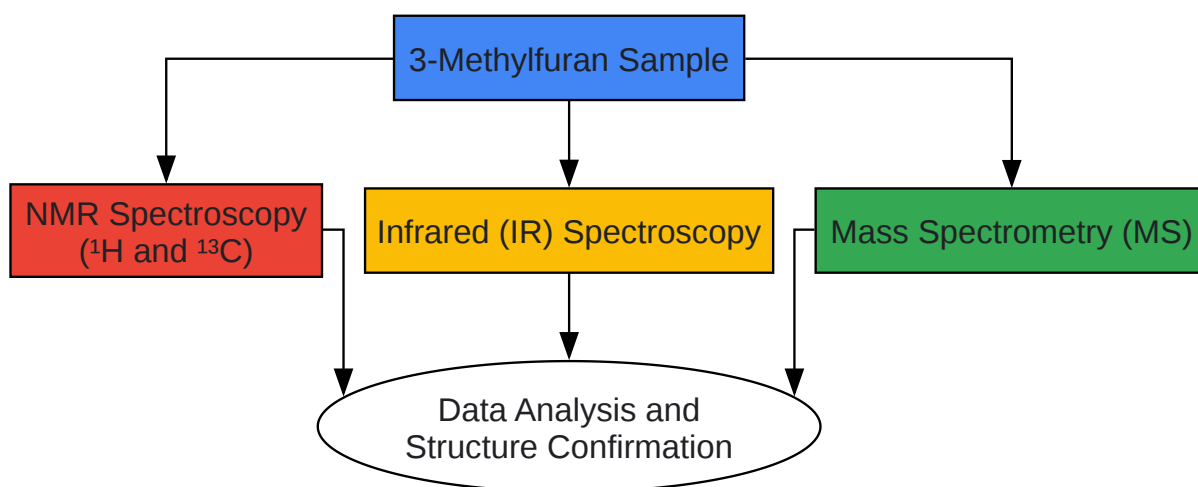 3-Methylfuran Sample
NMR Spectroscopy
(¹H and ¹³C)
Infrared (IR) Spectroscopy
Mass Spectrometry (MS)
Data Analysis and
Structure Confirmation